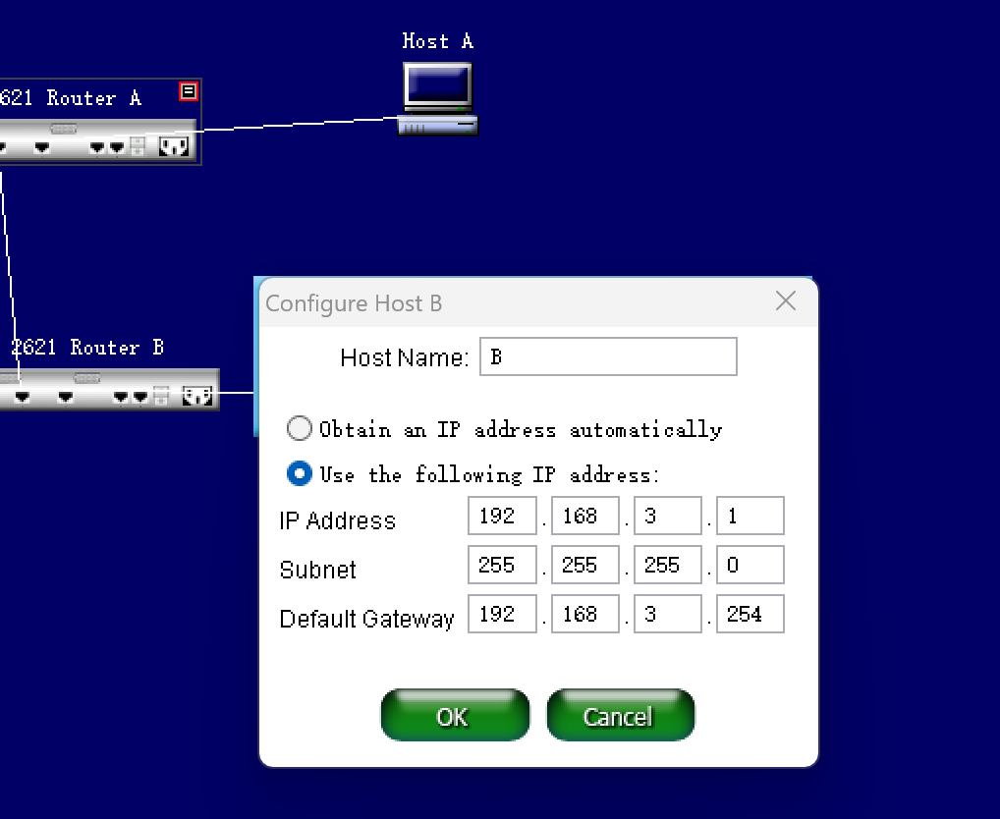 Host A
621 Router A
2621 Router B
Configure Host B
Host Name: B
Obtain an IP address automatically
Use the following IP address:
IP Address 192 . 168 . 3 . 1
Subnet 255 . 255 . 255 . 0
Default Gateway 192 . 168 . 3 . 254
OK Cancel